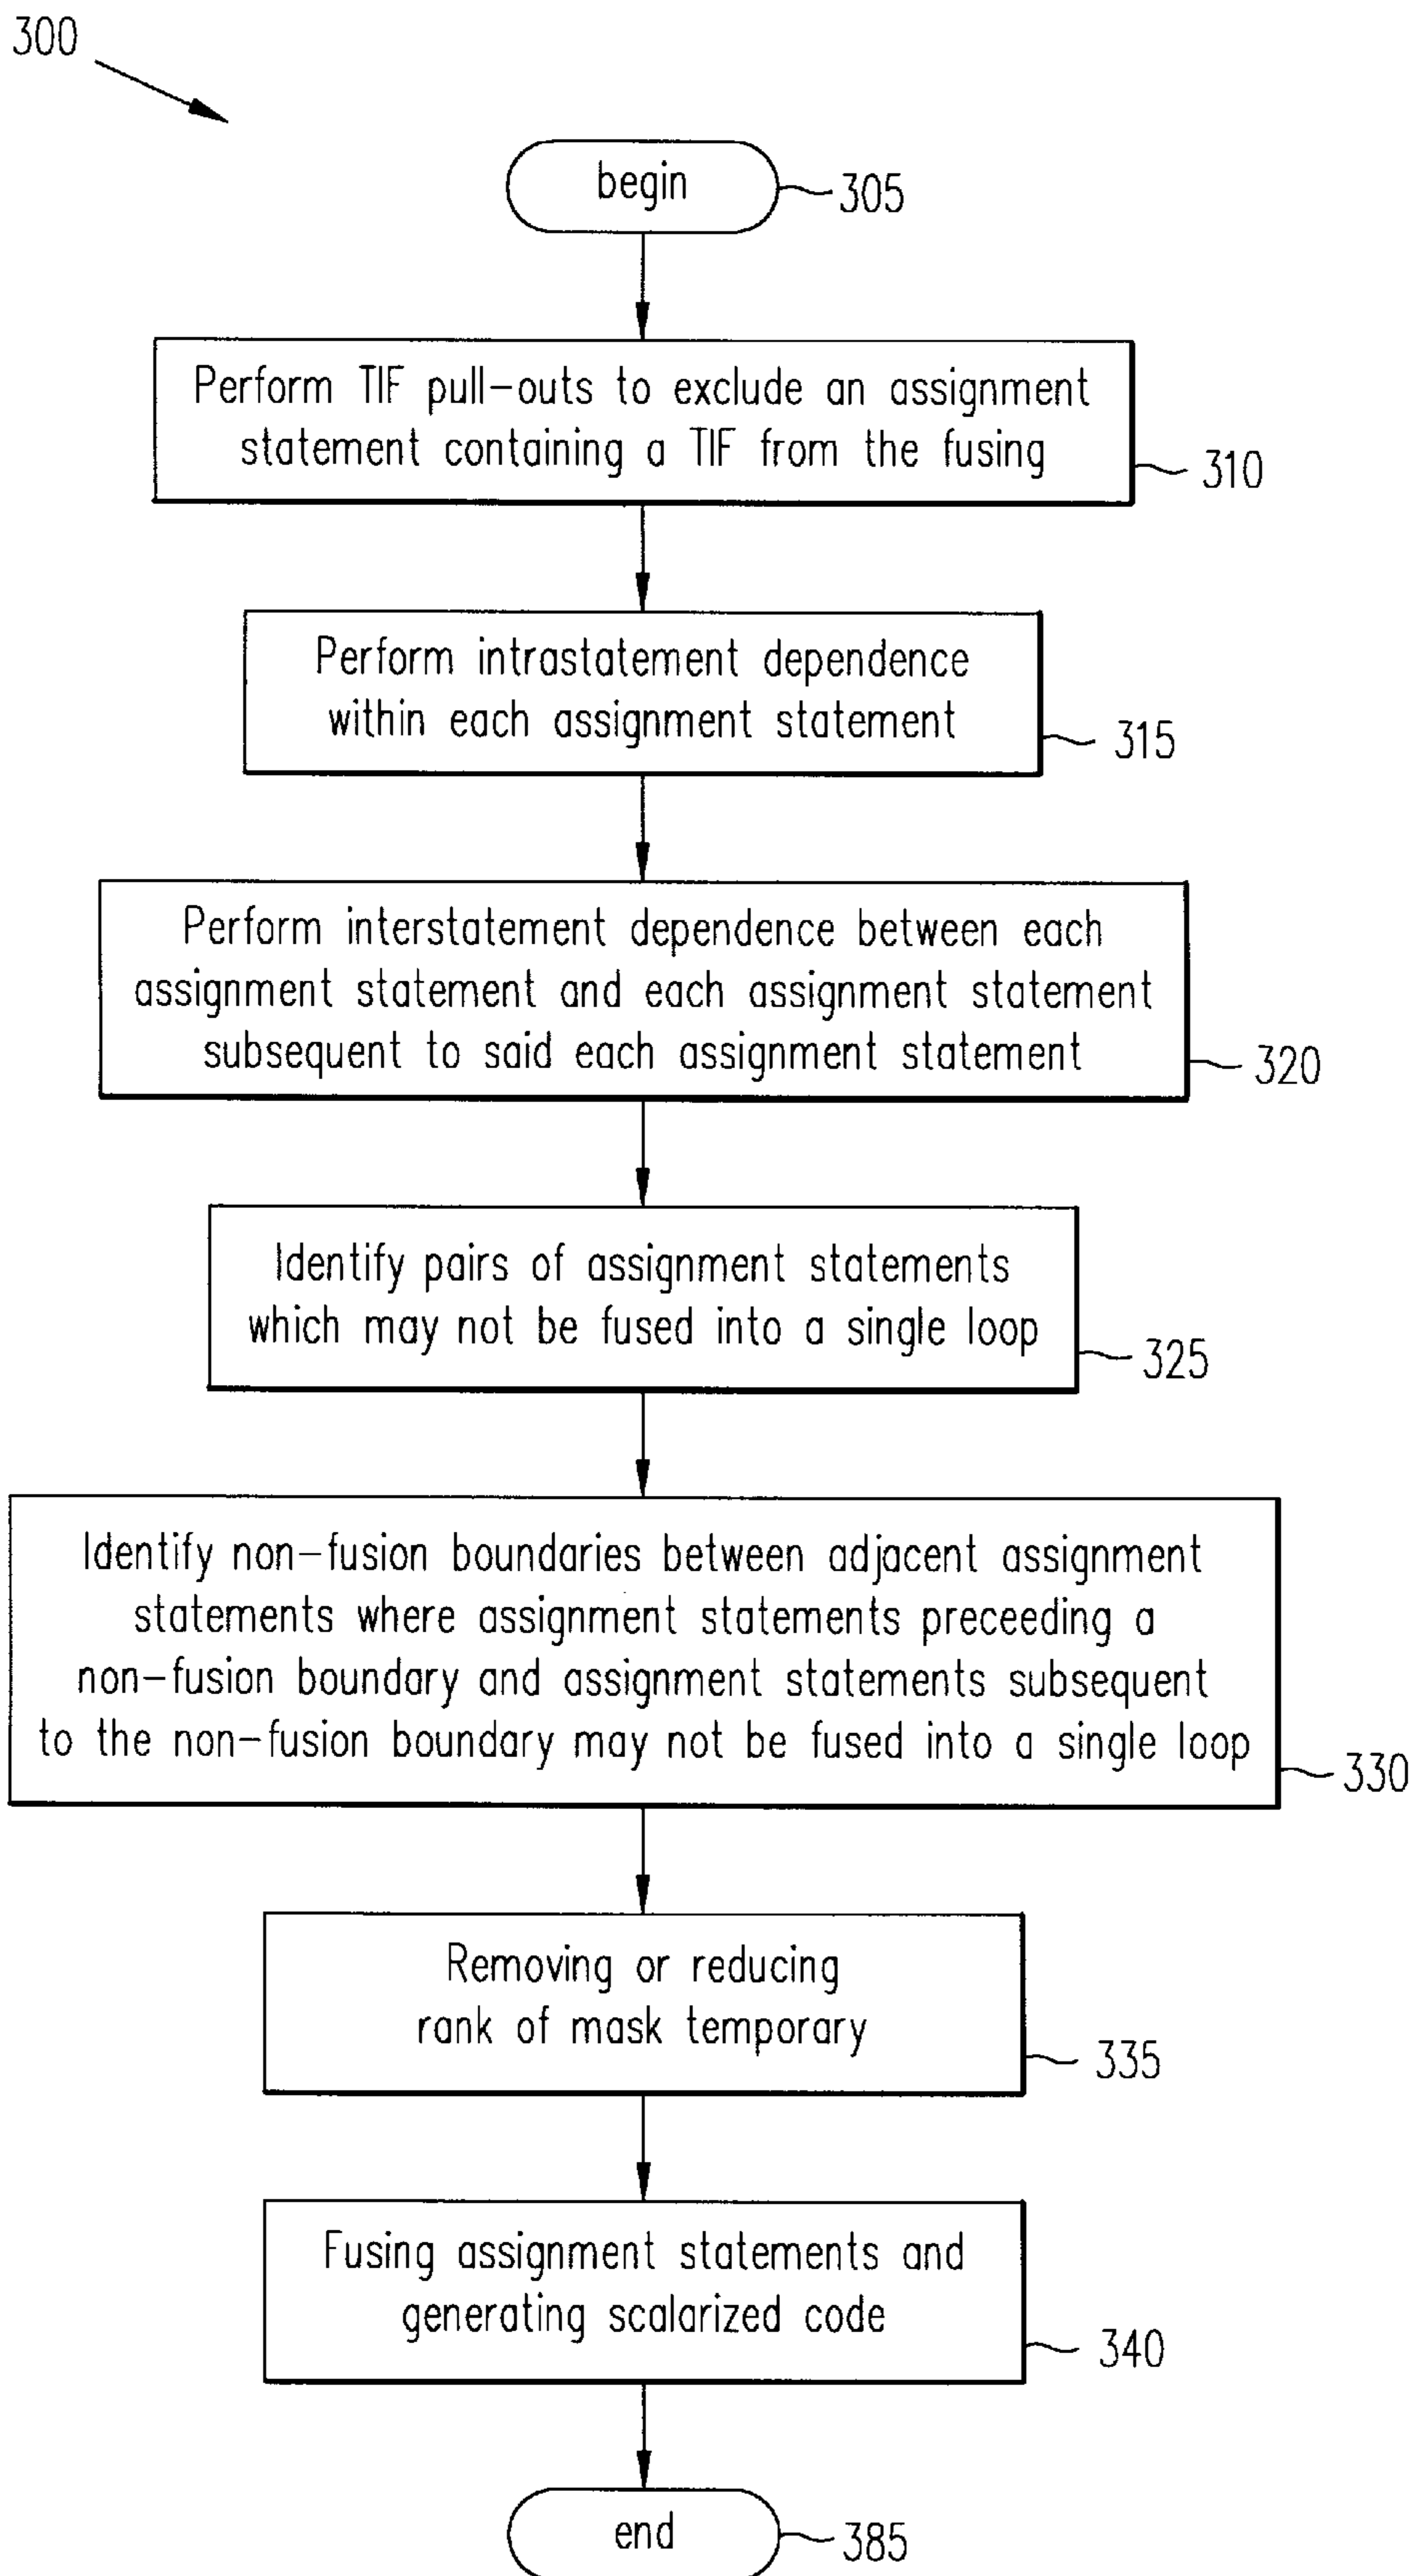 300
begin
305
Perform TIF pull-outs to exclude an assignment
statement containing a TIF from the fusing
310
Perform intrastatement dependence
within each assignment statement
315
Perform interstatement dependence between each
assignment statement and each assignment statement
subsequent to said each assignment statement
320
Identify pairs of assignment statements
which may not be fused into a single loop
325
Identify non-fusion boundaries between adjacent assignment
statements where assignment statements preceeding a
non-fusion boundary and assignment statements subsequent
to the non-fusion boundary may not be fused into a single loop
330
Removing or reducing
rank of mask temporary
335
Fusing assignment statements and
generating scalarized code
340
end
385